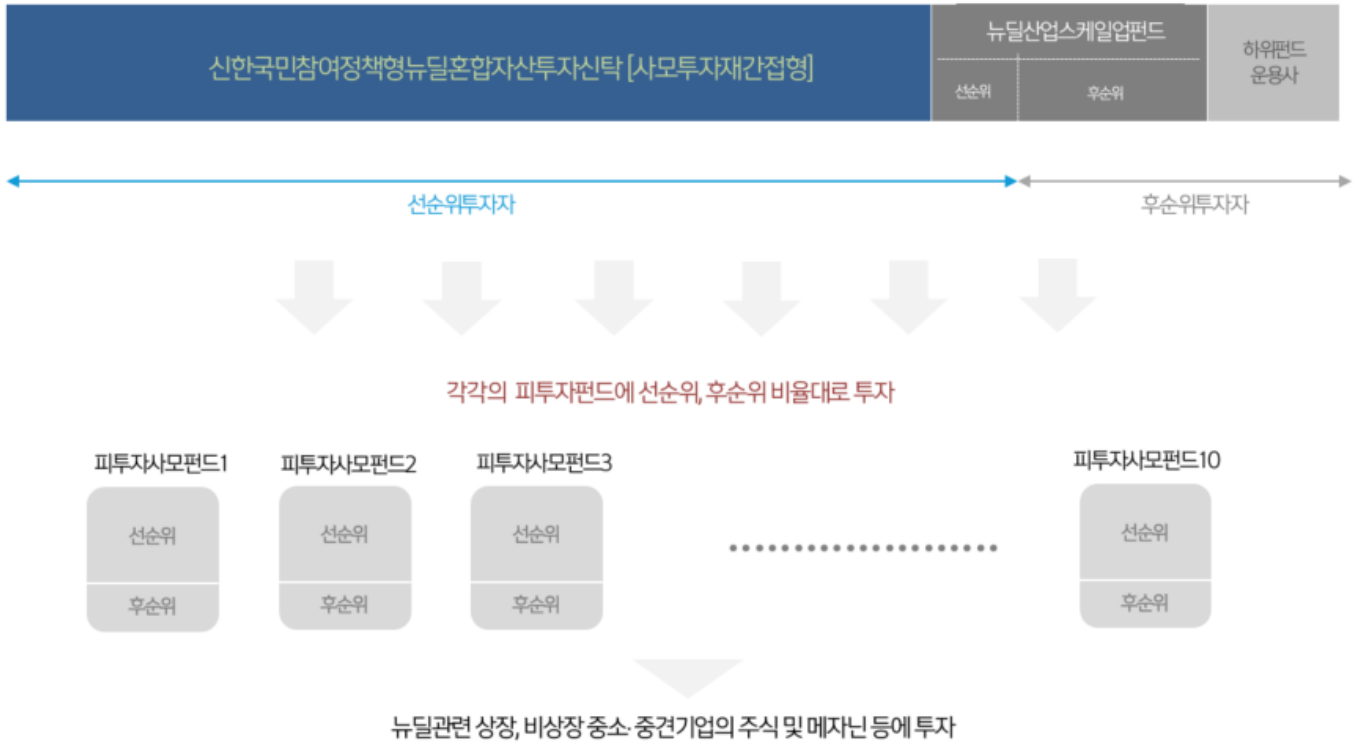 신한국민참여정책형뉴딜혼합자산투자신탁 [사모투자재간접형]
뉴딜산업스케일업펀드
선순위
후순위
하위펀드
운용사
선순위투자자
후순위투자자
각각의 피투자펀드에 선순위, 후순위 비율대로 투자
피투자사모펀드1
피투자사모펀드2
피투자사모펀드3
피투자사모펀드10
선순위
선순위
선순위
선순위
후순위
후순위
후순위
후순위
뉴딜관련 상장, 비상장 중소·중견기업의 주식 및 메자닌 등에 투자